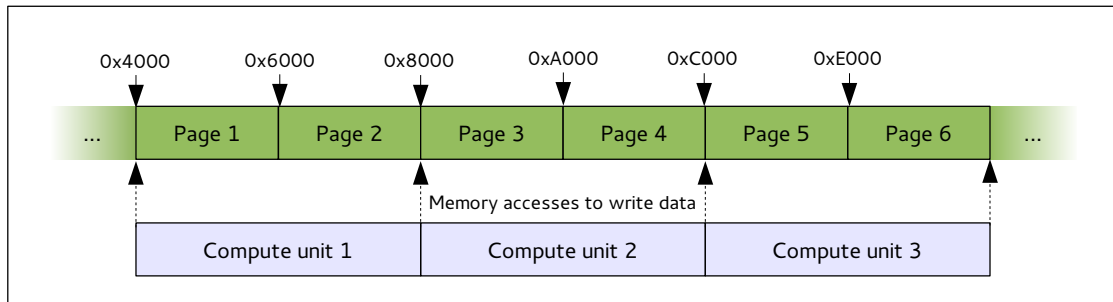 0x4000 0x6000 0x8000 0xA000 0xC000 0xE000
... Page 1 Page 2 Page 3 Page 4 Page 5 Page 6 ...
Memory accesses to write data
Compute unit 1 Compute unit 2 Compute unit 3